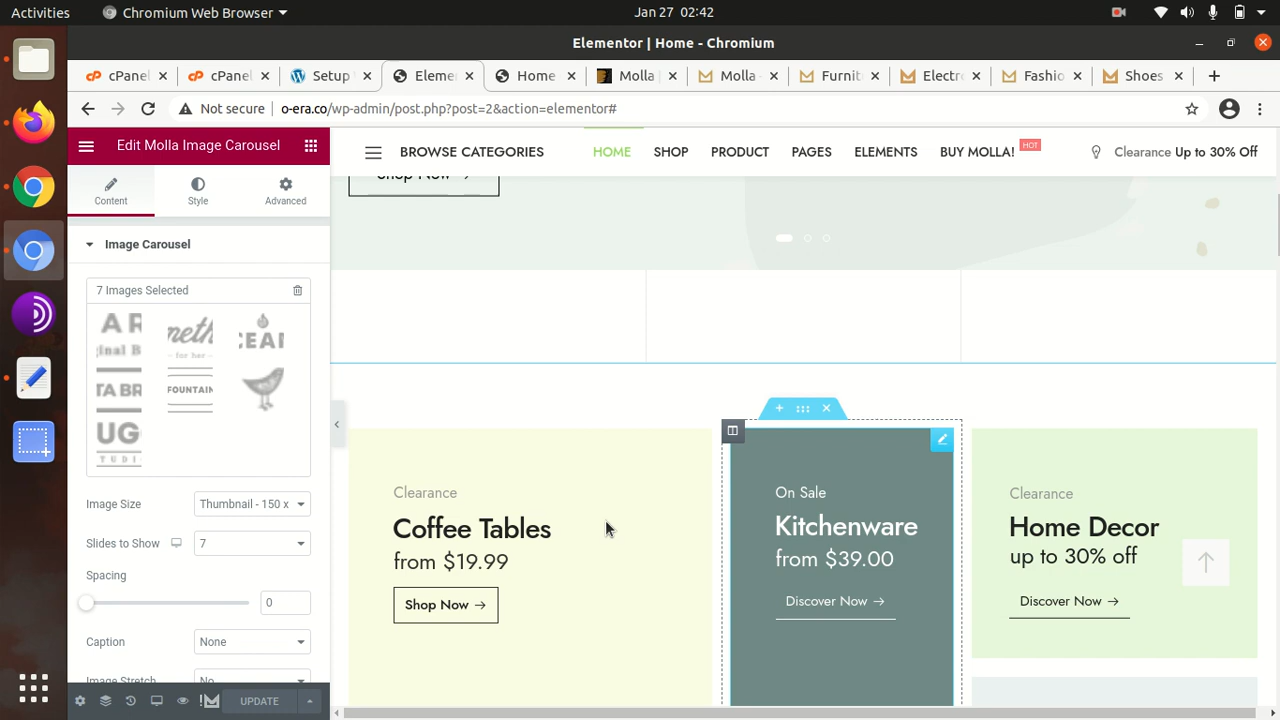 Activities
Chromium Web Browser
Jan 27 02:42
Elementor | Home - Chromium
cPanel
cPanel
Setup
Eleme
Home
Molla
Molla -
Furnit
Electr
Fashio
Shoes
Not secure
o-era.co/wp-admin/post.php?post=2&action=elementor#
Edit Molla Image Carousel
BROWSE CATEGORIES
HOME
SHOP
PRODUCT
PAGES
ELEMENTS
BUY MOLLA!
HOT
Clearance Up to 30% Off
Shop Now
Content
Style
Advanced
Image Carousel
7 Images Selected
FOUNTAIN
Image Size
Thumbnail - 150 x
Slides to Show
7
Spacing
0
Caption
None
Image Stretch
No
UPDATE
Clearance
Coffee Tables
from $19.99
Shop Now
On Sale
Kitchenware
from $39.00
Discover Now
Clearance
Home Decor
up to 30% off
Discover Now